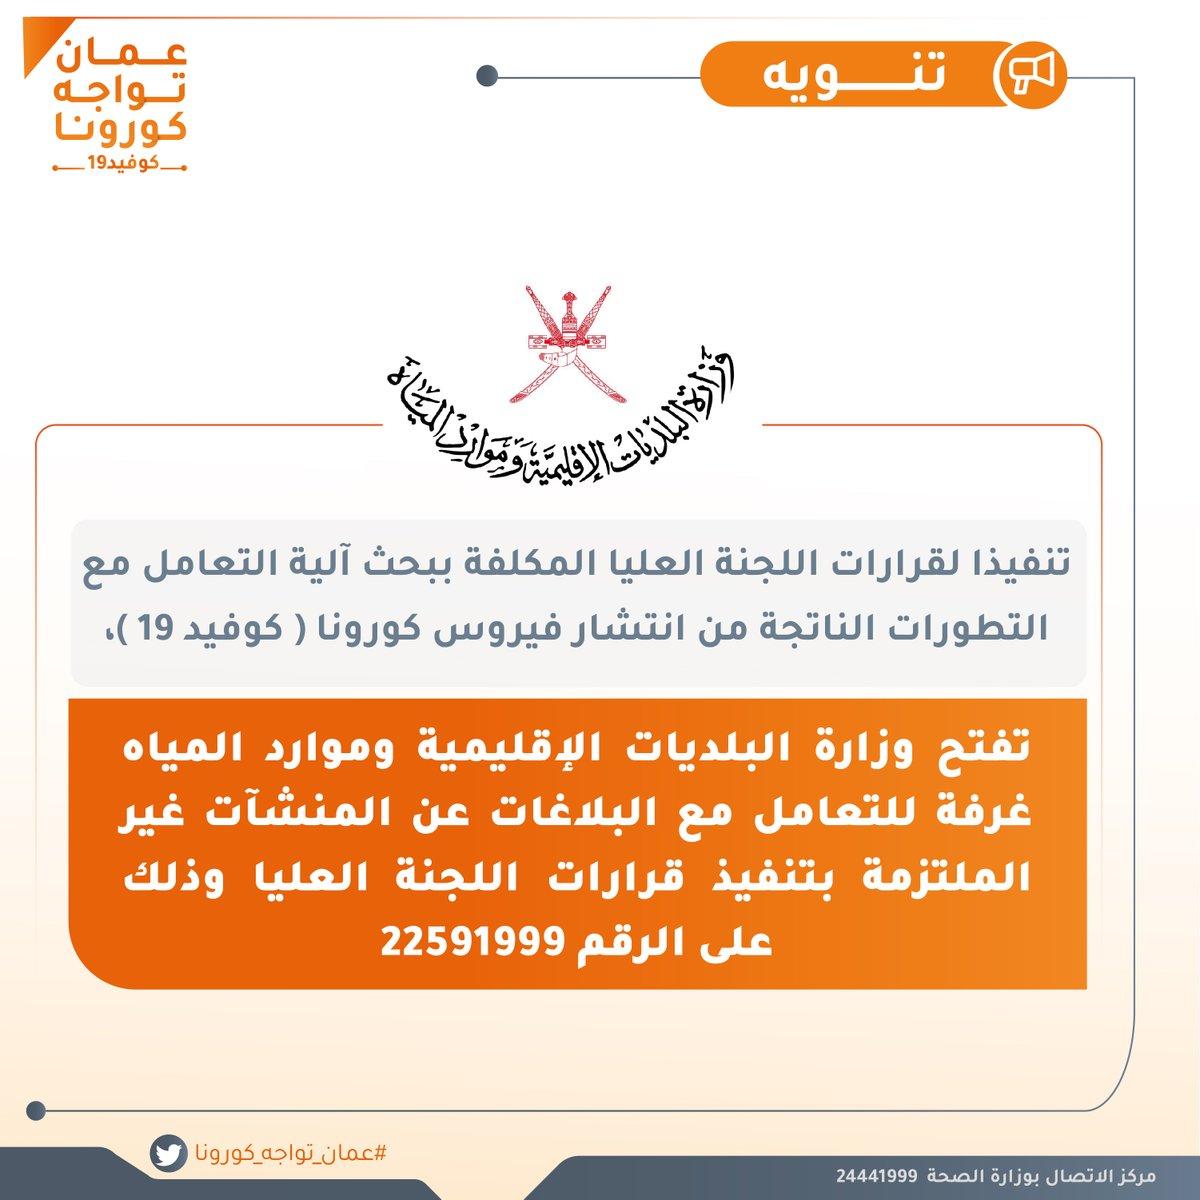 عمان
تواجه
كورونا
كوفيد19
تنويه
وزارة البلديات الإقليمية وموارد المياه
تنفيذا لقرارات اللجنة العليا المكلفة ببحث آلية التعامل مع
التطورات الناتجة من انتشار فيروس كورونا ( كوفيد 19 )،
تفتح وزارة البلديات الإقليمية وموارد المياه
غرفة للتعامل مع البلاغات عن المنشآت غير
الملتزمة بتنفيذ قرارات اللجنة العليا وذلك
على الرقم 22591999
#عمان_تواجه_كورونا
مركز الاتصال بوزارة الصحة 24441999